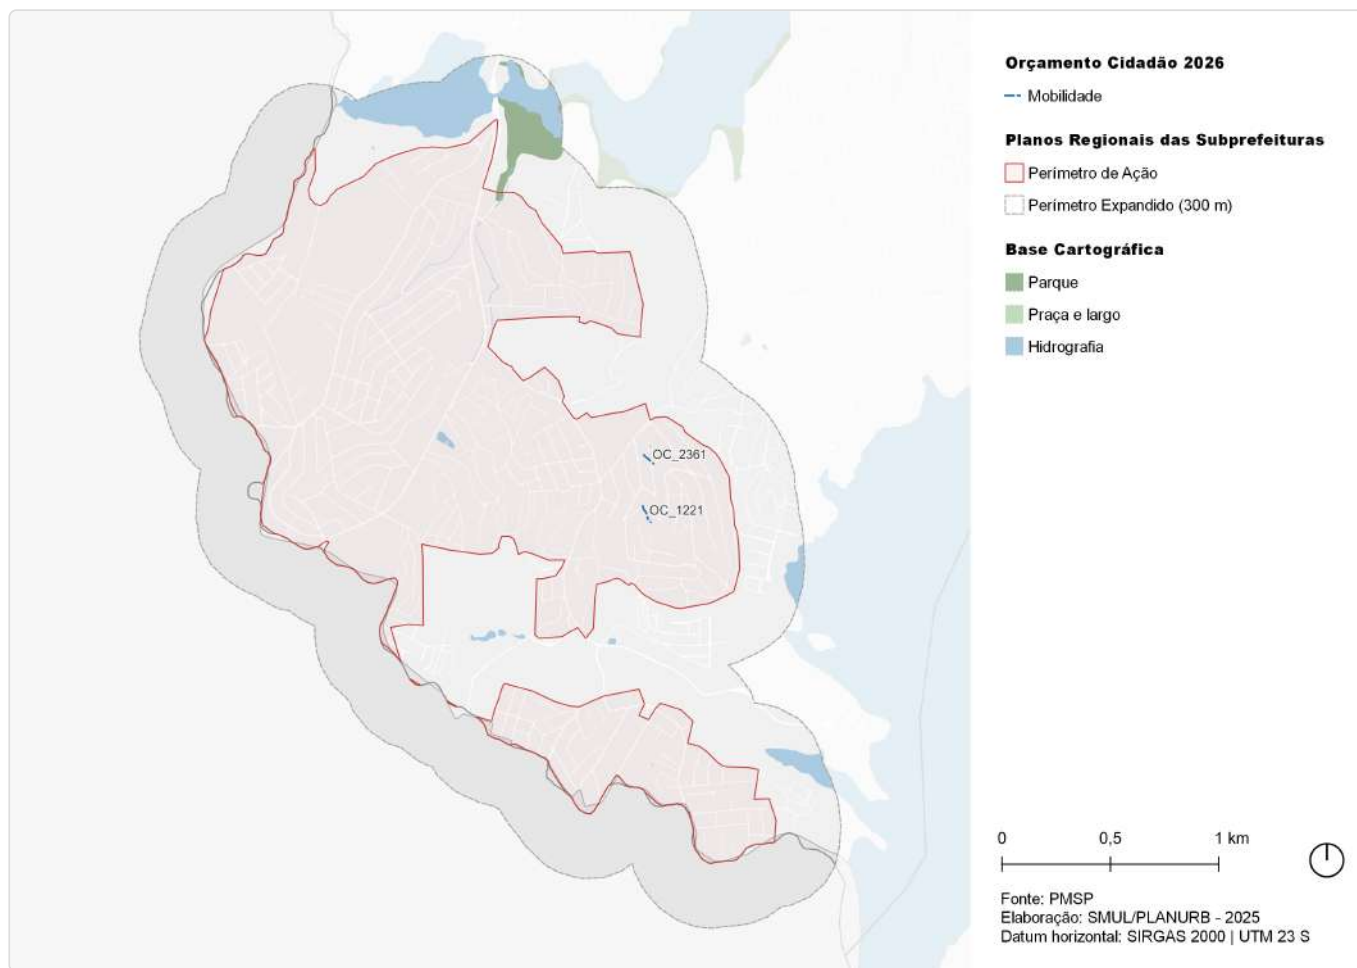 Orçamento Cidadão 2026
Mobilidade
Planos Regionais das Subprefeituras
Perímetro de Ação
Perímetro Expandido (300 m)
Base Cartográfica
Parque
Praça e largo
Hidrografia
OC_2361
OC_1221
0 0,5 1 km
Fonte: PMSP
Elaboração: SMUL/PLANURB - 2025
Datum horizontal: SIRGAS 2000 | UTM 23 S